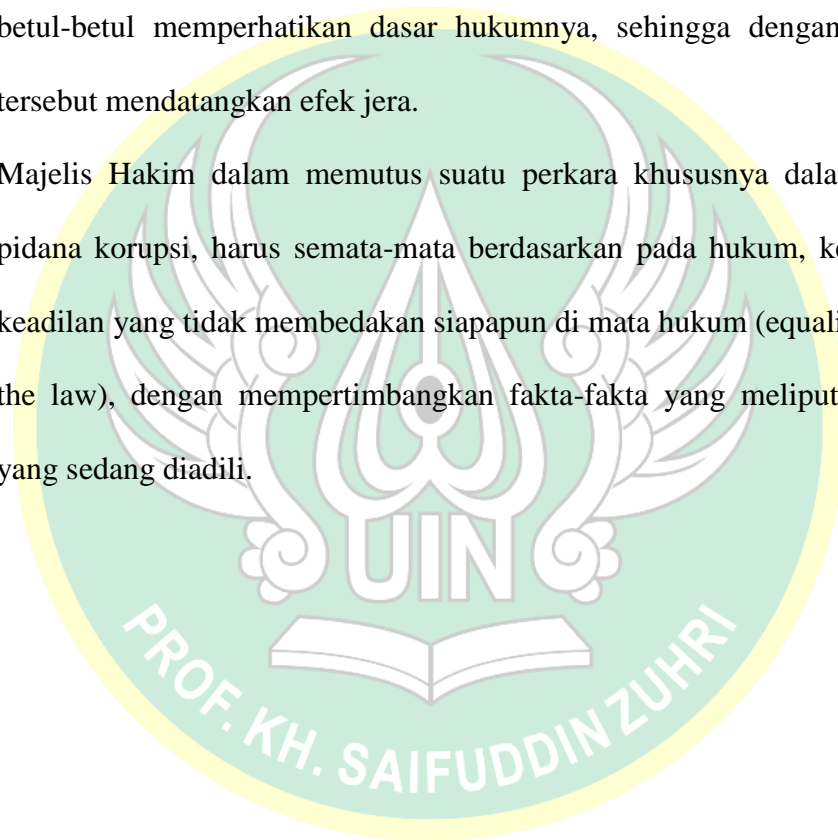 betul-betul memperhatikan dasar hukumnya, sehingga dengan
tersebut mendatangkan efek jera.
Majelis Hakim dalam memutus suatu perkara khususnya dala
pidana korupsi, harus semata-mata berdasarkan pada hukum, ke
keadilan yang tidak membedakan siapapun di mata hukum (equali
the law), dengan mempertimbangkan fakta-fakta yang meliput
yang sedang diadili.
UIN
PROF. KH. SAIFUDDIN ZUHRI